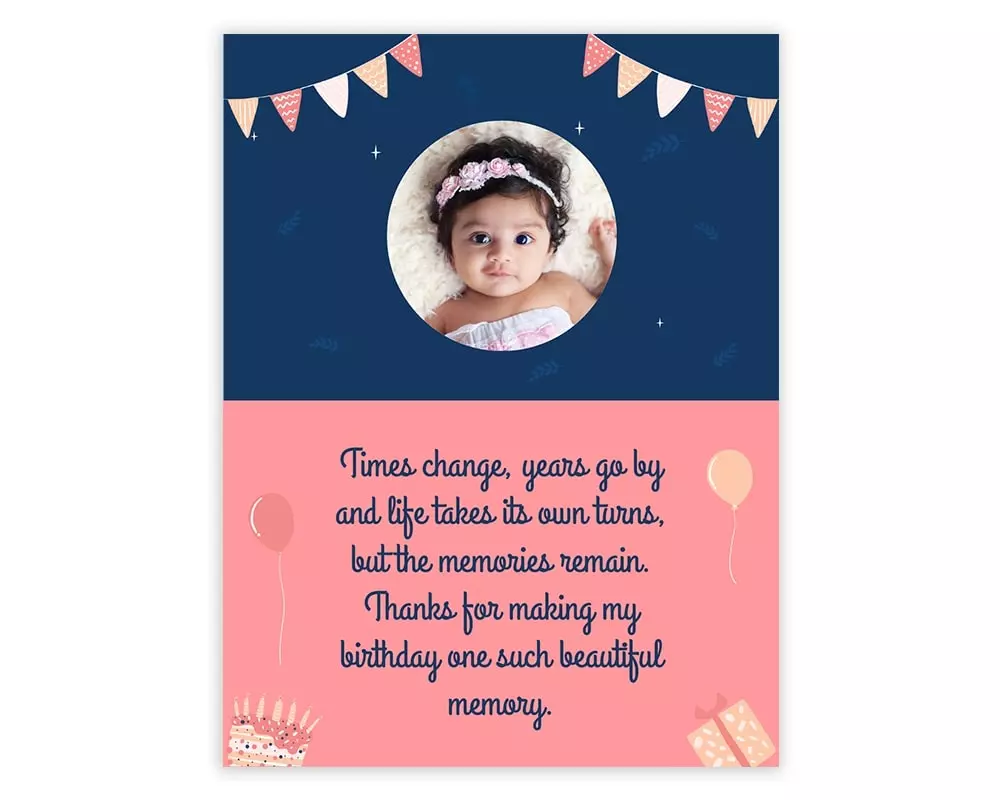 Times change, years go by
and life takes its own turns,
but the memories remain.
Thanks for making my
birthday one such beautiful
memory.